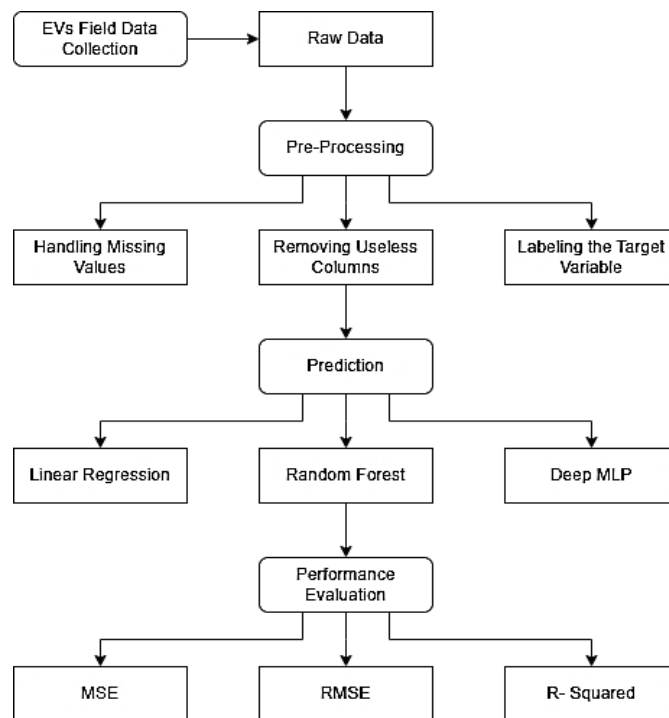 EVs Field Data
Collection
Raw Data
Pre-Processing
Handling Missing
Values
Removing Useless
Columns
Labeling the Target
Variable
Prediction
Linear Regression
Random Forest
Deep MLP
Performance
Evaluation
MSE
RMSE
R- Squared